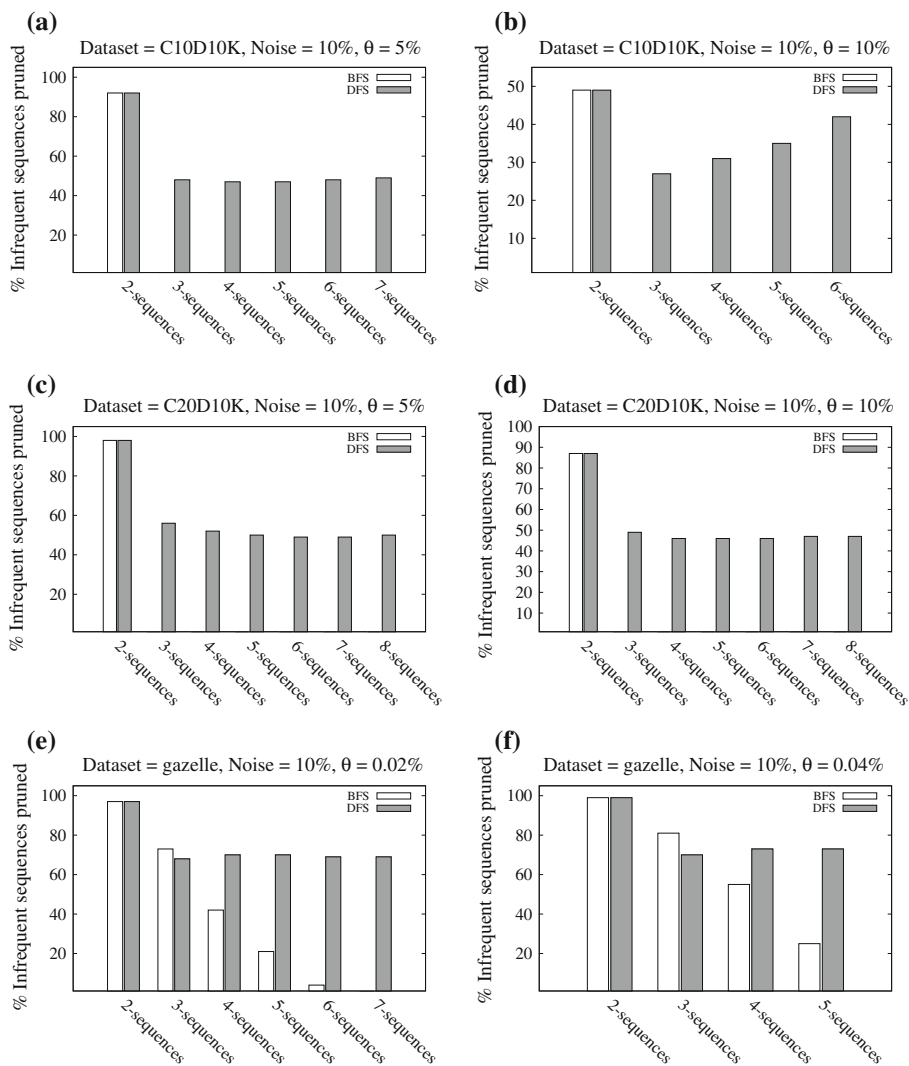 (a)
Dataset = C10D10K, Noise = 10%, θ = 5%
% Infrequent sequences pruned
100
80
60
40
20
BFS
DFS
2-sequences
3-sequences
4-sequences
5-sequences
6-sequences
7-sequences
(b)
Dataset = C10D10K, Noise = 10%, θ = 10%
% Infrequent sequences pruned
50
40
30
20
10
BFS
DFS
2-sequences
3-sequences
4-sequences
5-sequences
6-sequences
(c)
Dataset = C20D10K, Noise = 10%, θ = 5%
% Infrequent sequences pruned
100
80
60
40
20
BFS
DFS
2-sequences
3-sequences
4-sequences
5-sequences
6-sequences
7-sequences
8-sequences
(d)
Dataset = C20D10K, Noise = 10%, θ = 10%
% Infrequent sequences pruned
100
90
80
70
60
50
40
30
20
10
BFS
DFS
2-sequences
3-sequences
4-sequences
5-sequences
6-sequences
7-sequences
8-sequences
(e)
Dataset = gazelle, Noise = 10%, θ = 0.02%
% Infrequent sequences pruned
100
80
60
40
20
BFS
DFS
2-sequences
3-sequences
4-sequences
5-sequences
6-sequences
7-sequences
(f)
Dataset = gazelle, Noise = 10%, θ = 0.04%
% Infrequent sequences pruned
100
80
60
40
20
BFS
DFS
2-sequences
3-sequences
4-sequences
5-sequences